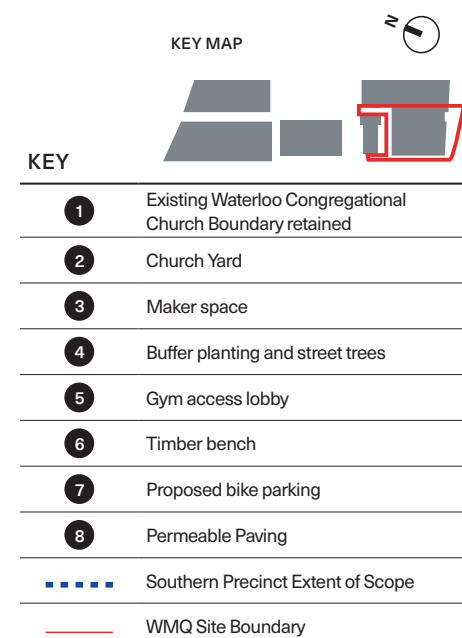 N
KEY MAP
KEY
1 Existing Waterloo Congregational
Church Boundary retained
2 Church Yard
3 Maker space
4 Buffer planting and street trees
5 Gym access lobby
6 Timber bench
7 Proposed bike parking
8 Permeable Paving
Southern Precinct Extent of Scope
WMQ Site Boundary